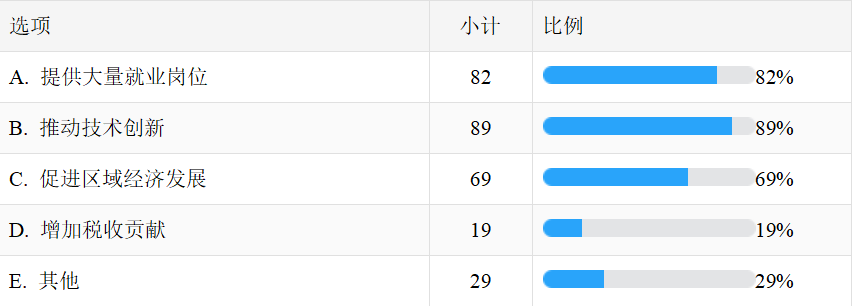 选项 小计 比例
A. 提供大量就业岗位 82 82%
B. 推动技术创新 89 89%
C. 促进区域经济发展 69 69%
D. 增加税收贡献 19 19%
E. 其他 29 29%